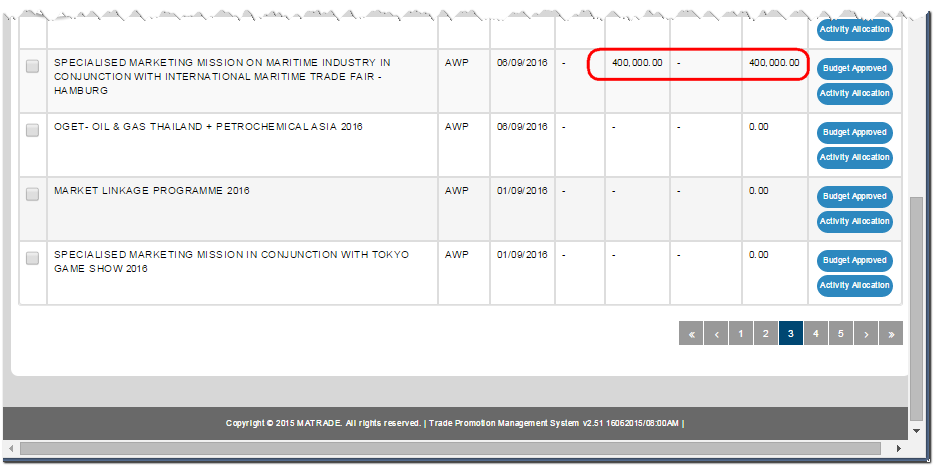 Activity Allocation
SPECIALISED MARKETING MISSION ON MARITIME INDUSTRY IN AWP 06/09/2016 - 400,000.00 - 400,000.00 Budget Approved
CONJUNCTION WITH INTERNATIONAL MARITIME TRADE FAIR -
HAMBURG Activity Allocation
OGET- OIL & GAS THAILAND + PETROCHEMICAL ASIA 2016 AWP 06/09/2016 - - - 0.00 Budget Approved
Activity Allocation
MARKET LINKAGE PROGRAMME 2016 AWP 01/09/2016 - - - 0.00 Budget Approved
Activity Allocation
SPECIALISED MARKETING MISSION IN CONJUNCTION WITH TOKYO AWP 01/09/2016 - - - 0.00 Budget Approved
GAME SHOW 2016
Activity Allocation
« ‹ 1 2 3 4 5 › »
Copyright © 2015 MATRADE. All rights reserved. | Trade Promotion Management System v2.51 16062015/08:00AM |